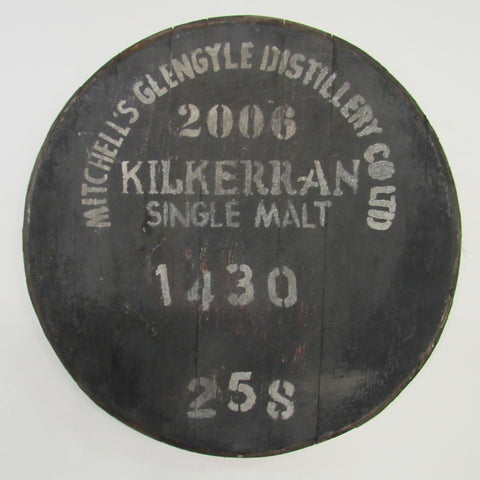 MITCHELL'S GLENGYLE DISTILLERY CO LTD
2006
KILKERRAN
SINGLE MALT
1430
258